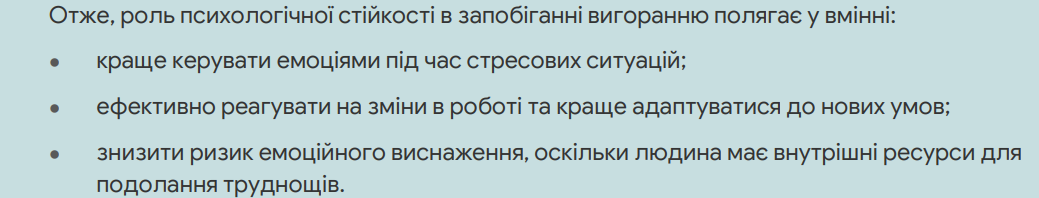 Отже, роль психологічної стійкості в запобіганні вигоранню полягає у вмінні:
● краще керувати емоціями під час стресових ситуацій;
● ефективно реагувати на зміни в роботі та краще адаптуватися до нових умов;
● знизити ризик емоційного виснаження, оскільки людина має внутрішні ресурси для
подолання труднощів.